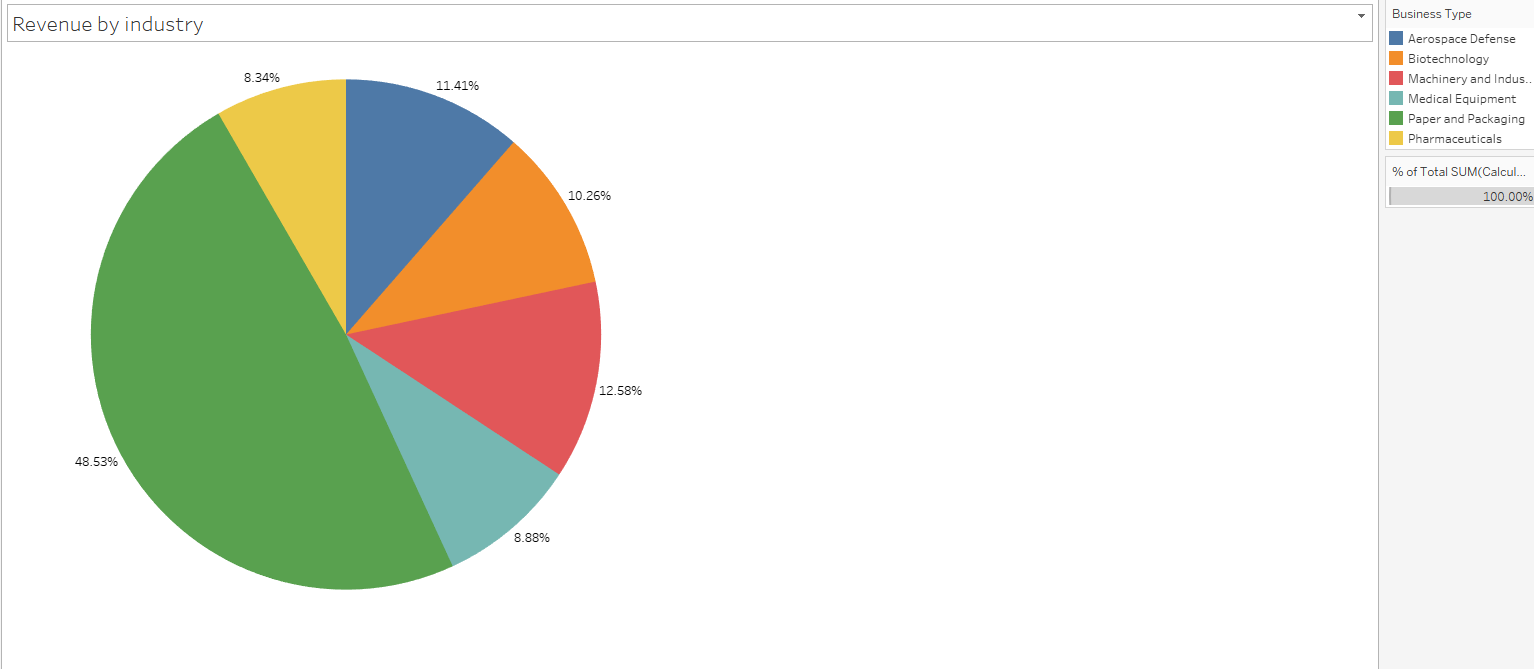 Revenue by industry
8.34%
11.41%
10.26%
12.58%
48.53%
8.88%
Business Type
Aerospace Defense
Biotechnology
Machinery and Indus..
Medical Equipment
Paper and Packaging
Pharmaceuticals
% of Total SUM(Calcul...
100.00%